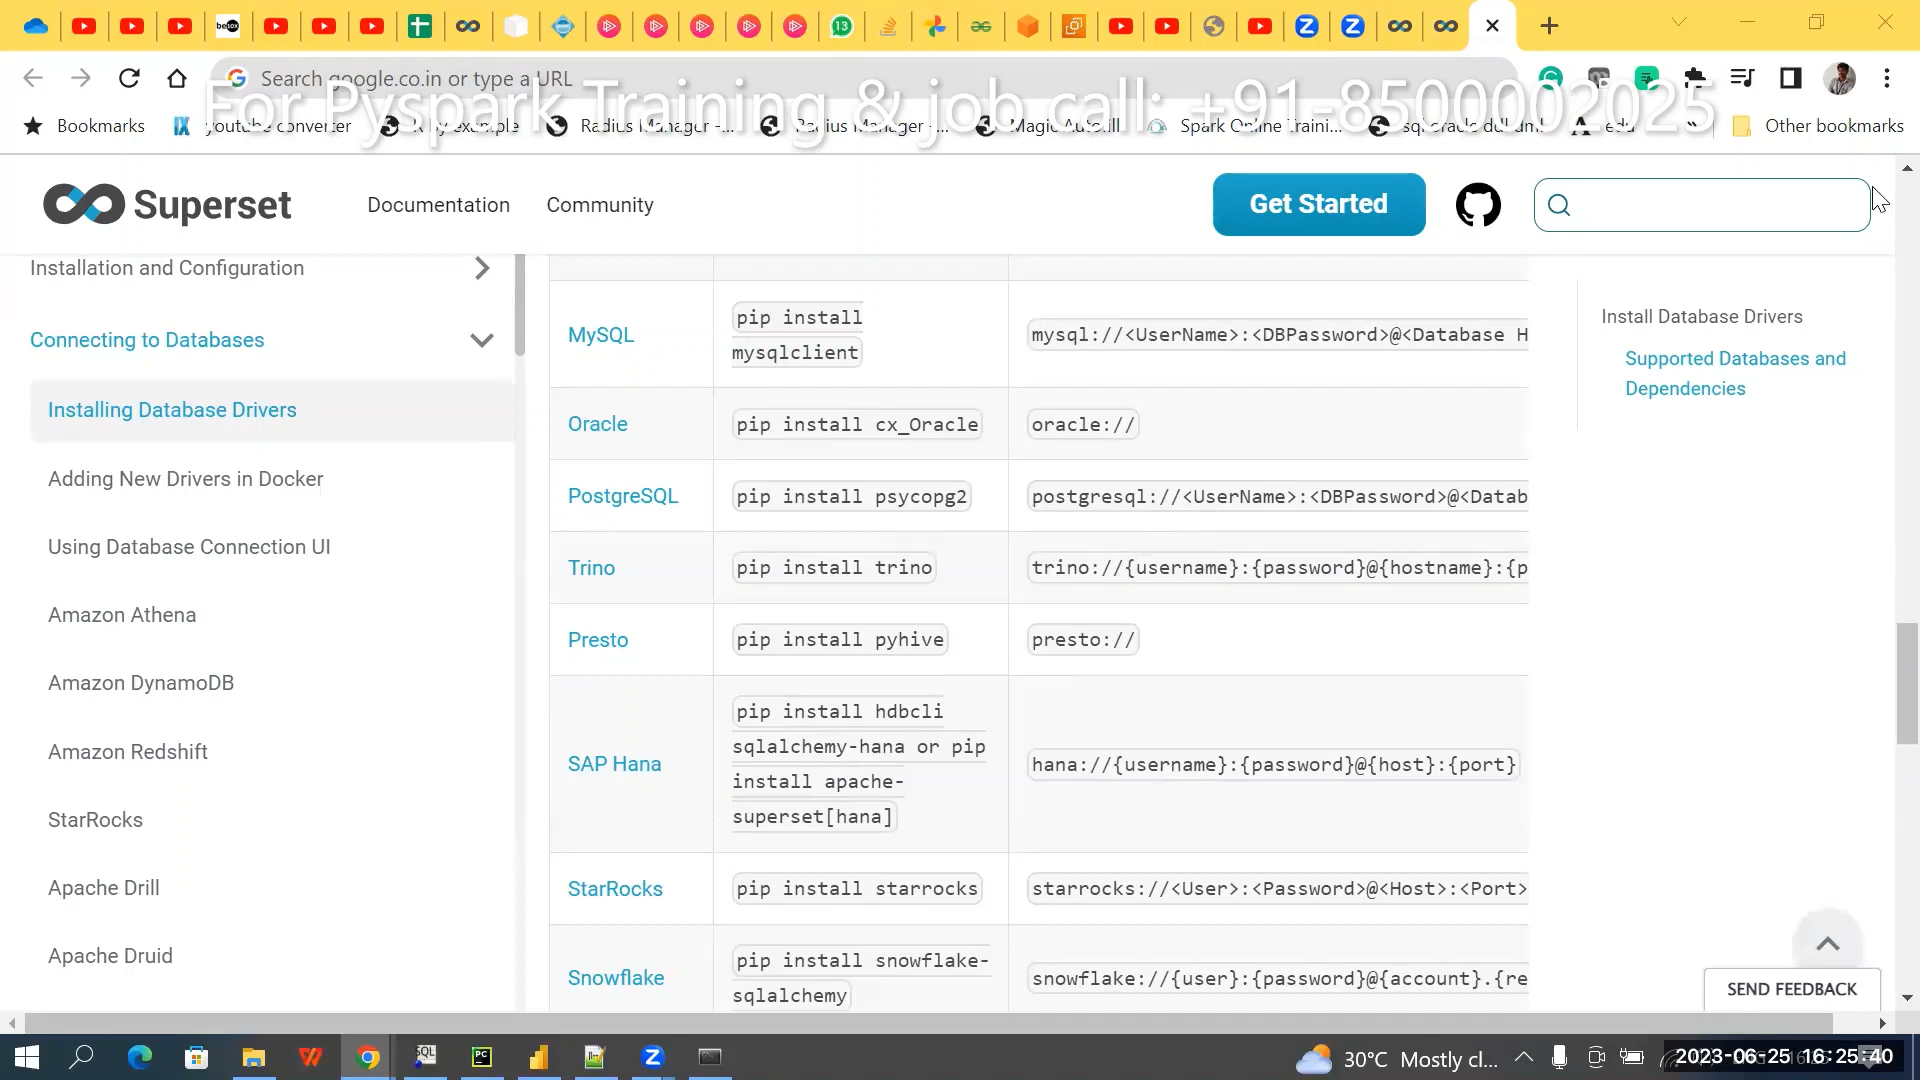 Search google.co.in or type a URL
For Pyspark Training & job call: +91-8500002025
Bookmarks
youtube converter
Radius Manager -...
Radius Manager -...
Magic Autofill
Spark Online Traini...
Other bookmarks
Superset
Documentation
Community
Get Started
Installation and Configuration
Connecting to Databases
Installing Database Drivers
Adding New Drivers in Docker
Using Database Connection UI
Amazon Athena
Amazon DynamoDB
Amazon Redshift
StarRocks
Apache Drill
Apache Druid
MySQL
pip install
mysqlclient
mysql://<UserName>:<DBPassword>@<Database H
Oracle
pip install cx_Oracle
oracle://
PostgreSQL
pip install psycopg2
postgresql://<UserName>:<DBPassword>@<Datab
Trino
pip install trino
trino://{username}:{password}@{hostname}:{p
Presto
pip install pyhive
presto://
SAP Hana
pip install hdbcli
sqlalchemy-hana or pip
install apache-
superset[hana]
hana://{username}:{password}@{host}:{port}
StarRocks
pip install starrocks
starrocks://<User>:<Password>@<Host>:<Port>
Snowflake
pip install snowflake-
sqlalchemy
snowflake://{user}:{password}@{account}.{re
Install Database Drivers
Supported Databases and
Dependencies
SEND FEEDBACK
30°C Mostly cl...
2023-06-25 16:25:40